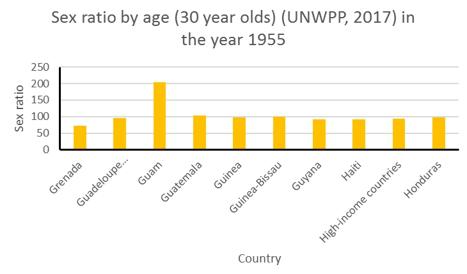 Sex ratio by age (30 year olds) (UNWPP, 2017) in
the year 1955
250
200
150
100
50
0
Sex ratio
Grenada
Guadeloupe...
Guam
Guatemala
Guinea
Guinea-Bissau
Guyana
Haiti
High-income countries
Honduras
Country